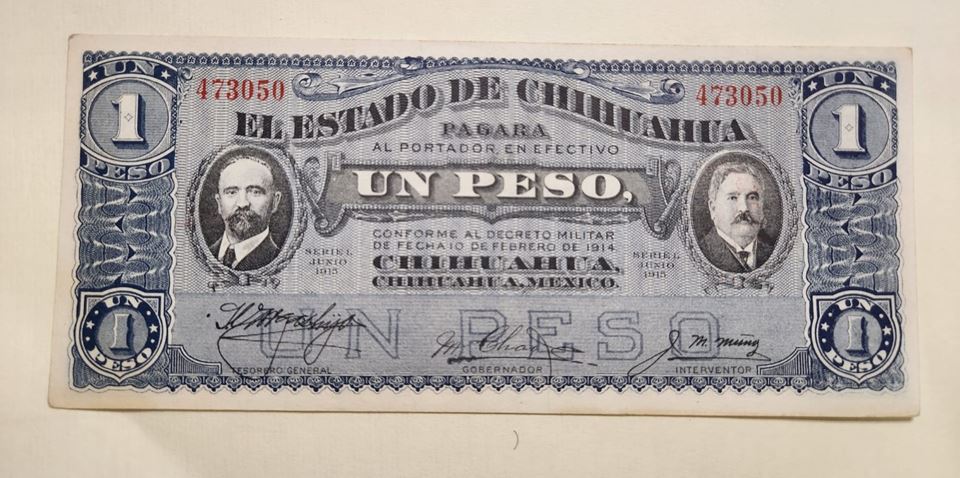 UN
1
PESO
473050
EL ESTADO DE CHIHUAHUA
473050
UN
1
PESO
PAGARA
AL PORTADOR, EN EFECTIVO
UN PESO,
CONFORME AL DECRETO MILITAR
DE FECHA 10 DE FEBRERO DE 1914
CHIHUAHUA,
CHIHUAHUA, MEXICO.
SERIE L
JUNIO
1915
SERIE L
JUNIO
1915
UN
1
PESO
UN PESO
J. M. Muñoz
UN
1
PESO
TESORERO GENERAL
GOBERNADOR
INTERVENTOR